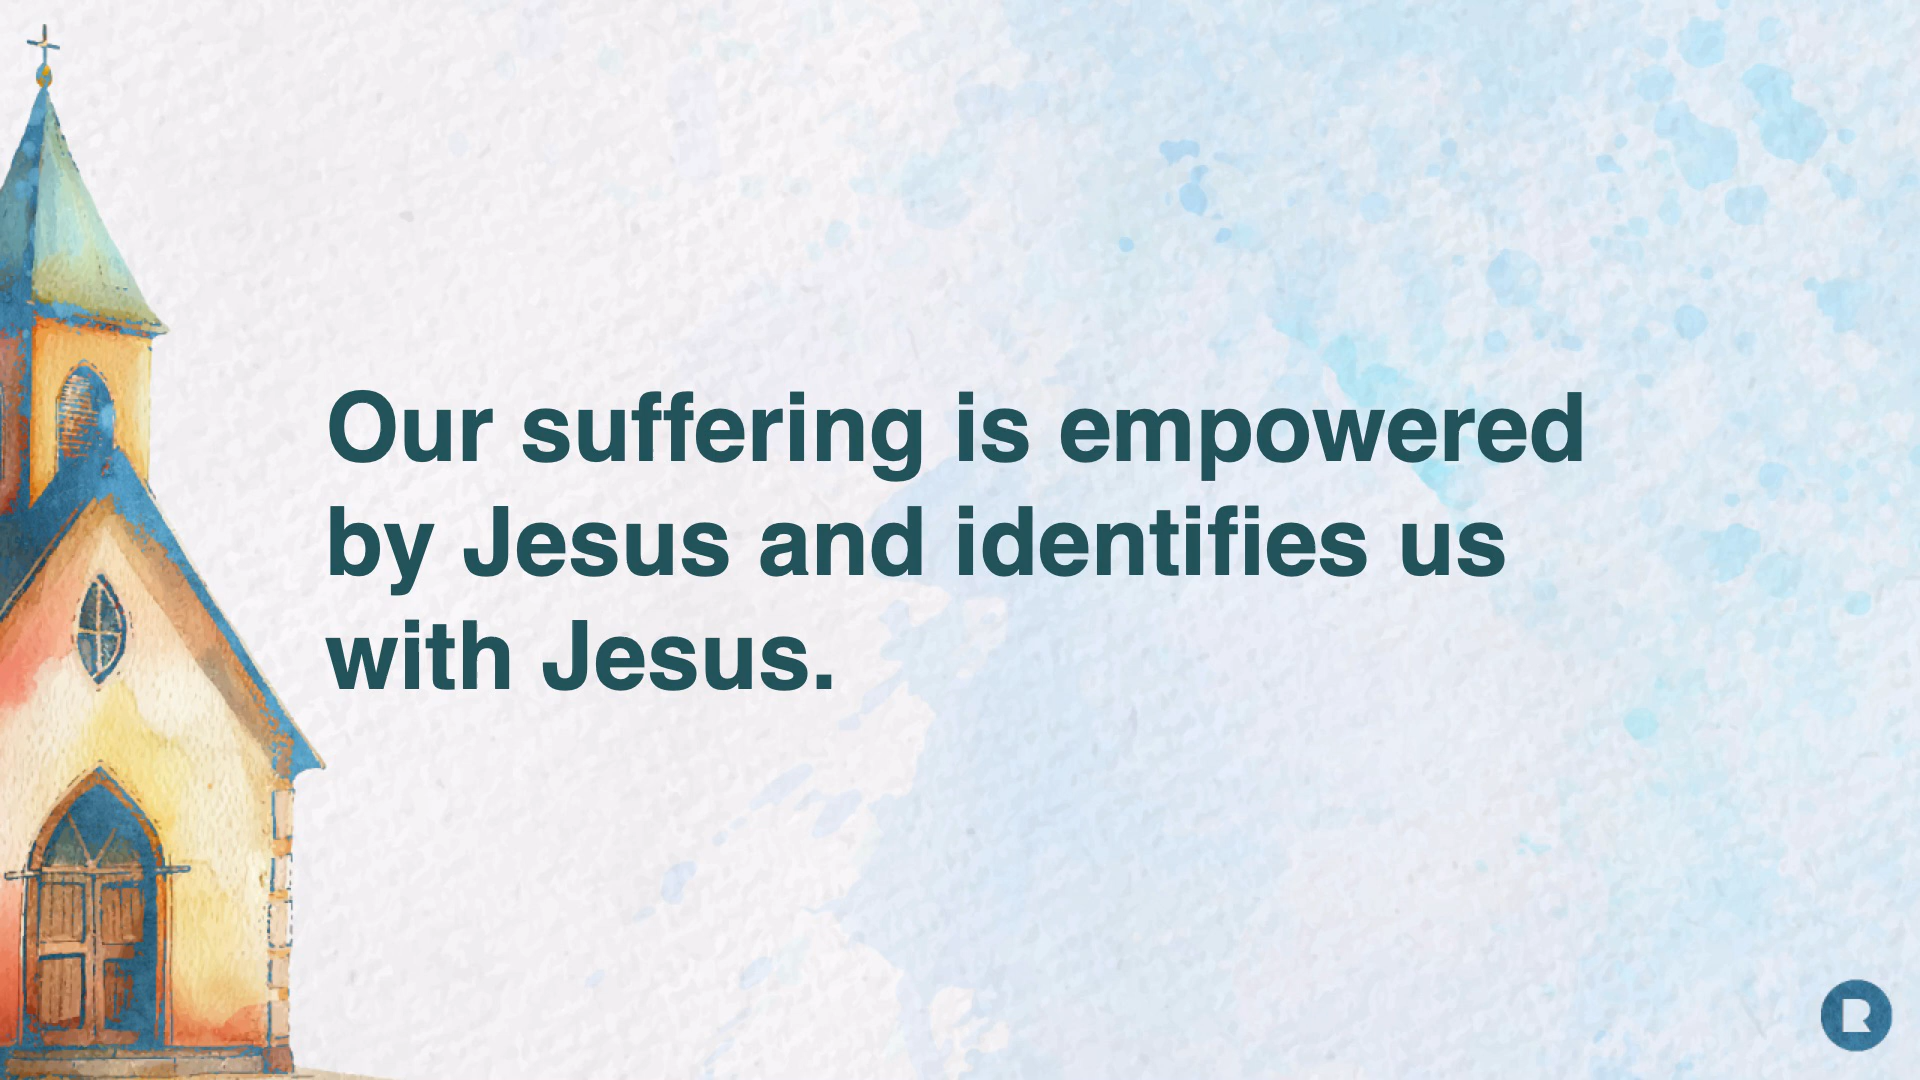 Our suffering is empowered
by Jesus and identifies us
with Jesus.
R